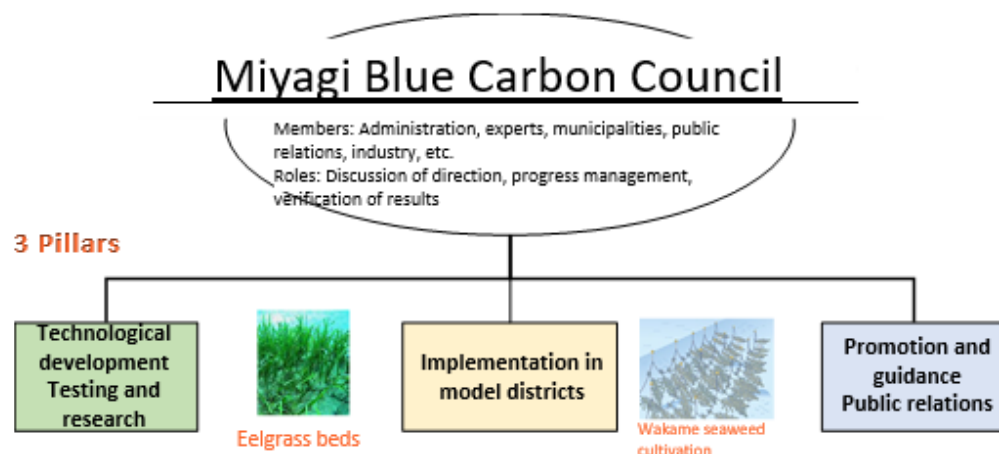 Miyagi Blue Carbon Council
Members: Administration, experts, municipalities, public
relations, industry, etc.
Roles: Discussion of direction, progress management,
verification of results
3 Pillars
Technological
development
Testing and
research
Eelgrass beds
Implementation in
model districts
Wakame seaweed
cultivation
Promotion and
guidance
Public relations